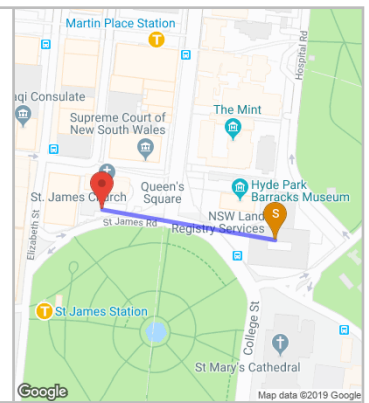 Martin Place Station
T
Hospital Rd
aqi Consulate
The Mint
Supreme Court of
New South Wales
St. James Church
Queen's
Square
Hyde Park
Barracks Museum
NSW Land
Registry Services
S
St James Rd
Elizabeth St
T
St James Station
College St
St Mary's Cathedral
Google
Map data ©2019 Google